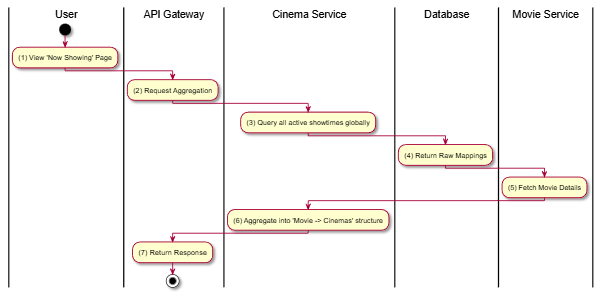 User API Gateway Cinema Service Database Movie Service
(1) View 'Now Showing' Page
(2) Request Aggregation
(3) Query all active showtimes globally
(4) Return Raw Mappings
(5) Fetch Movie Details
(6) Aggregate into 'Movie -> Cinemas' structure
(7) Return Response